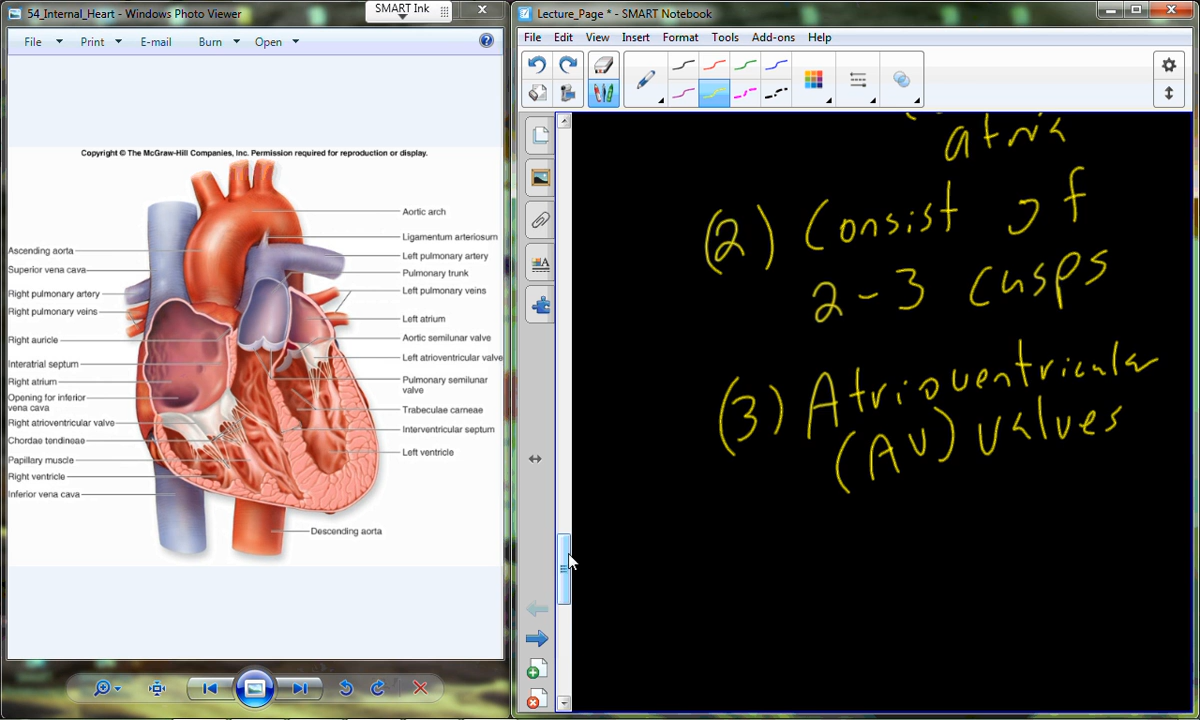 54_Internal_Heart - Windows Photo Viewer
SMART Ink
File Print E-mail Burn Open
Copyright © The McGraw-Hill Companies, Inc. Permission required for reproduction or display.
Ascending aorta
Superior vena cava
Right pulmonary artery
Right pulmonary veins
Right auricle
Interatrial septum
Right atrium
Opening for inferior
vena cava
Right atrioventricular valve
Chordae tendineae
Papillary muscle
Right ventricle
Inferior vena cava
Aortic arch
Ligamentum arteriosum
Left pulmonary artery
Pulmonary trunk
Left pulmonary veins
Left atrium
Aortic semilunar valve
Left atrioventricular valve
Pulmonary semilunar
valve
Trabeculae carneae
Interventricular septum
Left ventricle
Descending aorta
Lecture_Page * - SMART Notebook
File Edit View Insert Format Tools Add-ons Help
atria
(2) Consist of
2-3 cusps
(3) Atrioventricular
(AV) valves